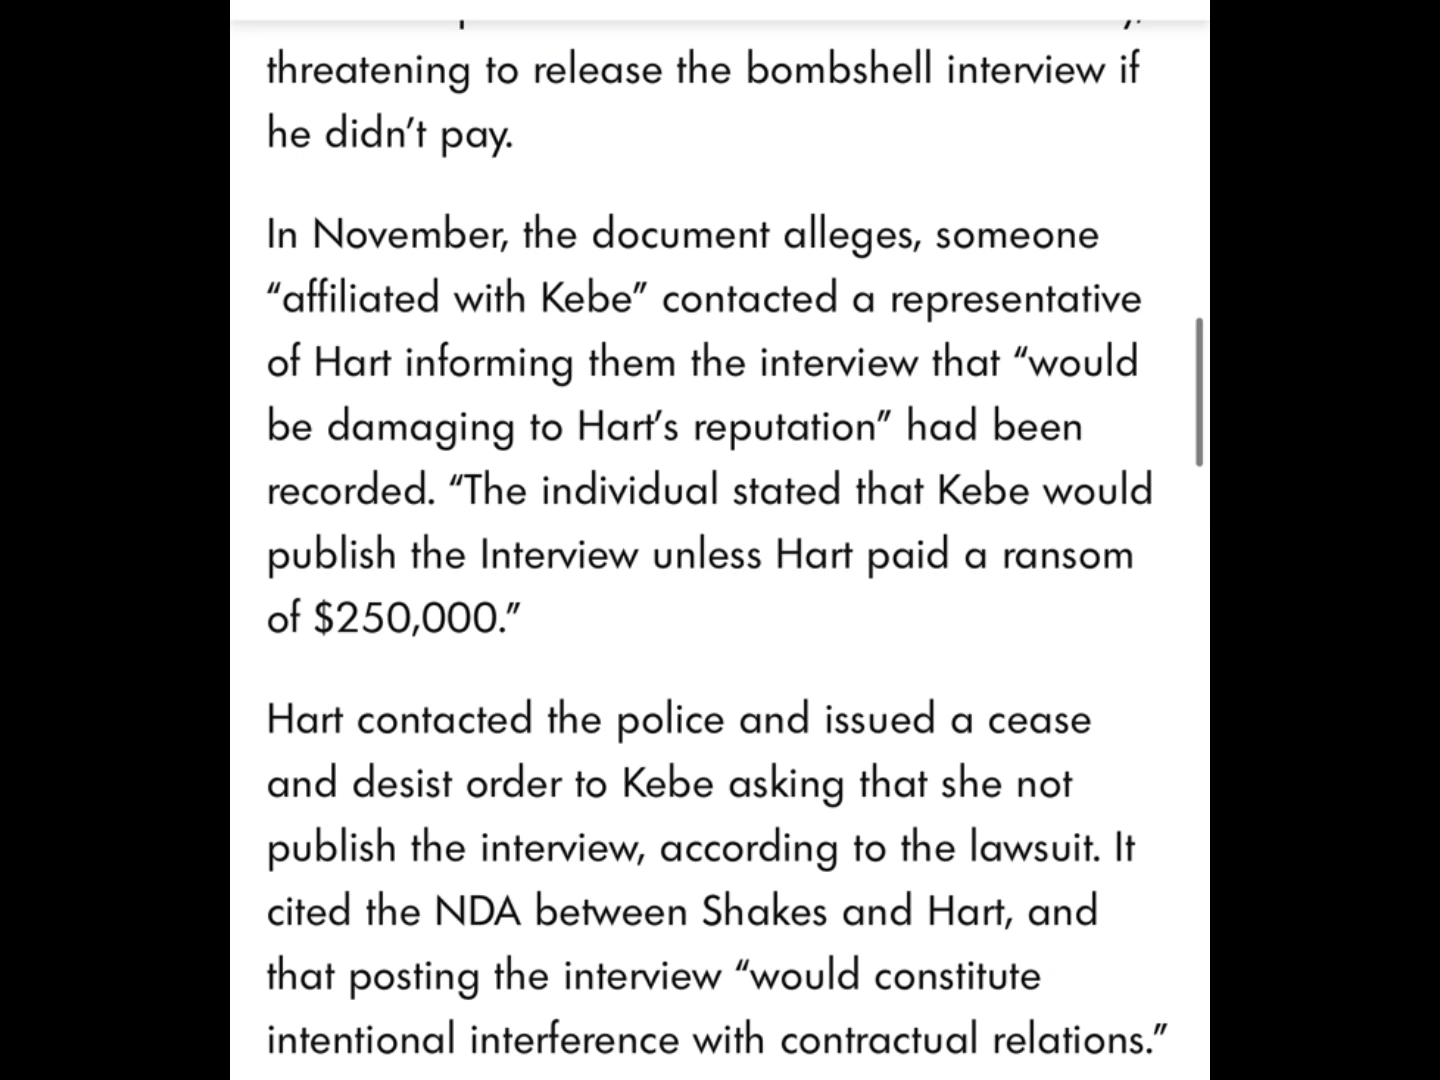 threatening to release the bombshell interview if
he didn’t pay.
In November, the document alleges, someone
“affiliated with Kebe” contacted a representative
of Hart informing them the interview that “would
be damaging to Hart’s reputation” had been
recorded. “The individual stated that Kebe would
publish the Interview unless Hart paid a ransom
of $250,000.”
Hart contacted the police and issued a cease
and desist order to Kebe asking that she not
publish the interview, according to the lawsuit. It
cited the NDA between Shakes and Hart, and
that posting the interview “would constitute
intentional interference with contractual relations.”